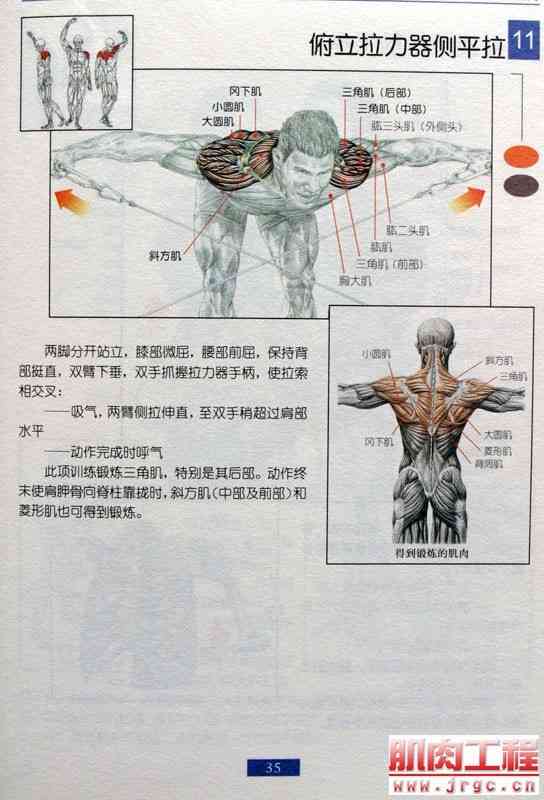 俯立拉力器侧平拉 11
冈下肌
小圆肌
大圆肌
三角肌（后部）
三角肌（中部）
肱三头肌（外侧头）
肱二头肌
肱肌
三角肌（前部）
胸大肌
斜方肌
两脚分开站立，膝部微屈，腰部前屈，保持背
部挺直，双臂下垂，双手抓握拉力器手柄，使拉索
相交叉：
——吸气，两臂侧拉伸直，至双手稍超过肩部
水平
——动作完成时呼气
此项训练锻炼三角肌，特别是其后部。动作终
末使肩胛骨向脊柱靠拢时，斜方肌（中部及前部）和
菱形肌也可得到锻炼。
小圆肌
斜方肌
三角肌
冈下肌
大圆肌
菱形肌
背阔肌
得到锻炼的肌肉
35
肌肉工程
www.jrgc.cn